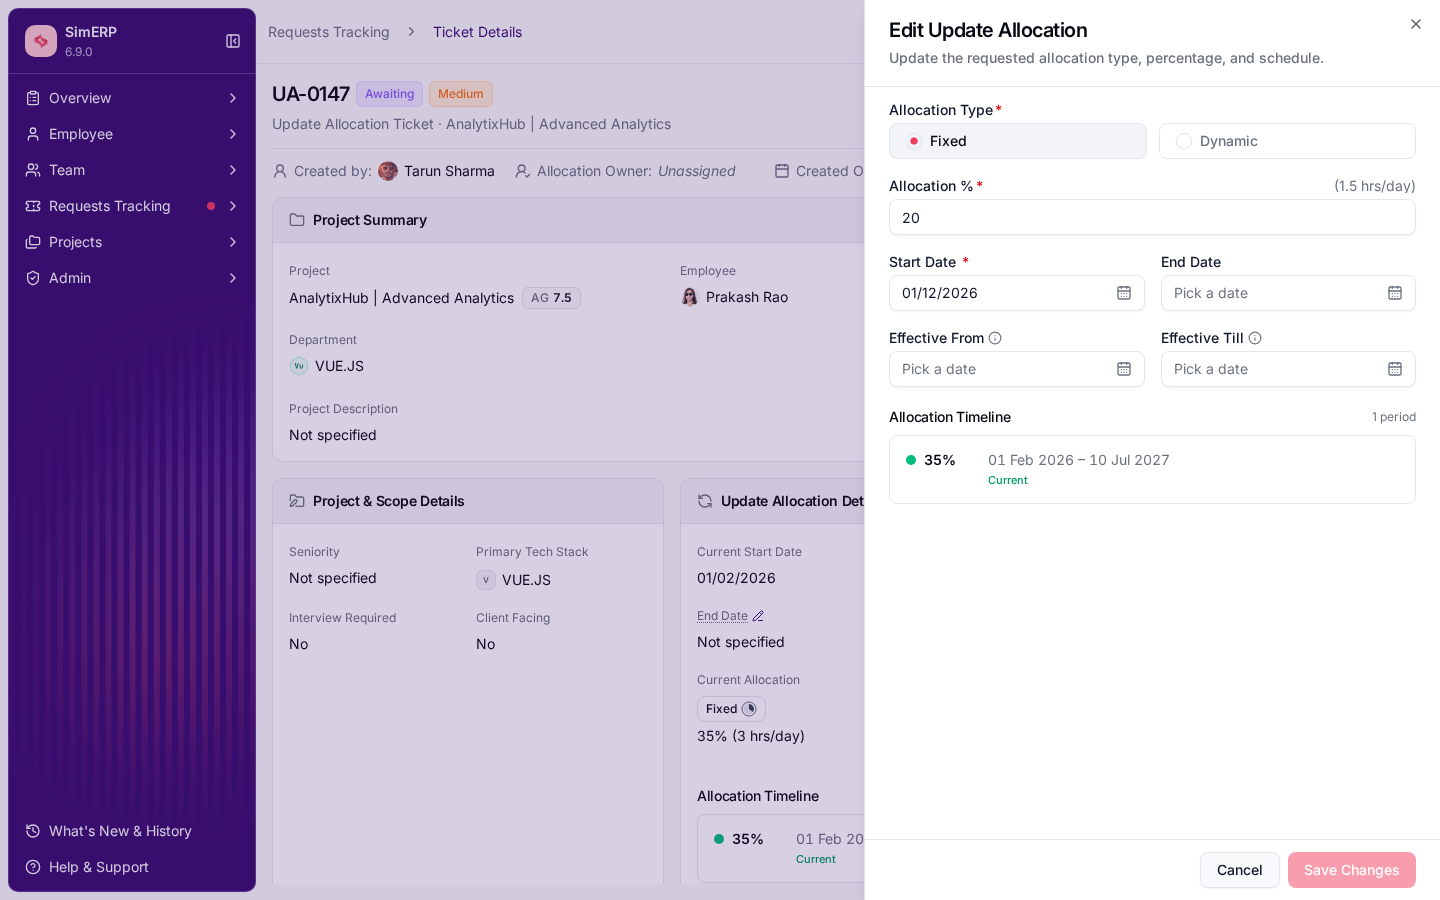 SimERP
6.9.0
Overview
Employee
Team
Requests Tracking
Projects
Admin
What's New & History
Help & Support
Requests Tracking > Ticket Details
UA-0147 Awaiting Medium
Update Allocation Ticket · AnalytixHub | Advanced Analytics
Created by: Tarun Sharma Allocation Owner: Unassigned Created O
Project Summary
Project Employee
AnalytixHub | Advanced Analytics AG 7.5 Prakash Rao
Department
Vu VUE.JS
Project Description
Not specified
Project & Scope Details
Seniority Primary Tech Stack
Not specified V VUE.JS
Interview Required Client Facing
No No
Update Allocation Det
Current Start Date
01/02/2026
End Date
Not specified
Current Allocation
Fixed
35% (3 hrs/day)
Allocation Timeline
35% 01 Feb 20
Current
Edit Update Allocation
Update the requested allocation type, percentage, and schedule.
Allocation Type*
Fixed Dynamic
Allocation %* (1.5 hrs/day)
20
Start Date * End Date
01/12/2026 Pick a date
Effective From Effective Till
Pick a date Pick a date
Allocation Timeline 1 period
35% 01 Feb 2026 – 10 Jul 2027
Current
Cancel Save Changes